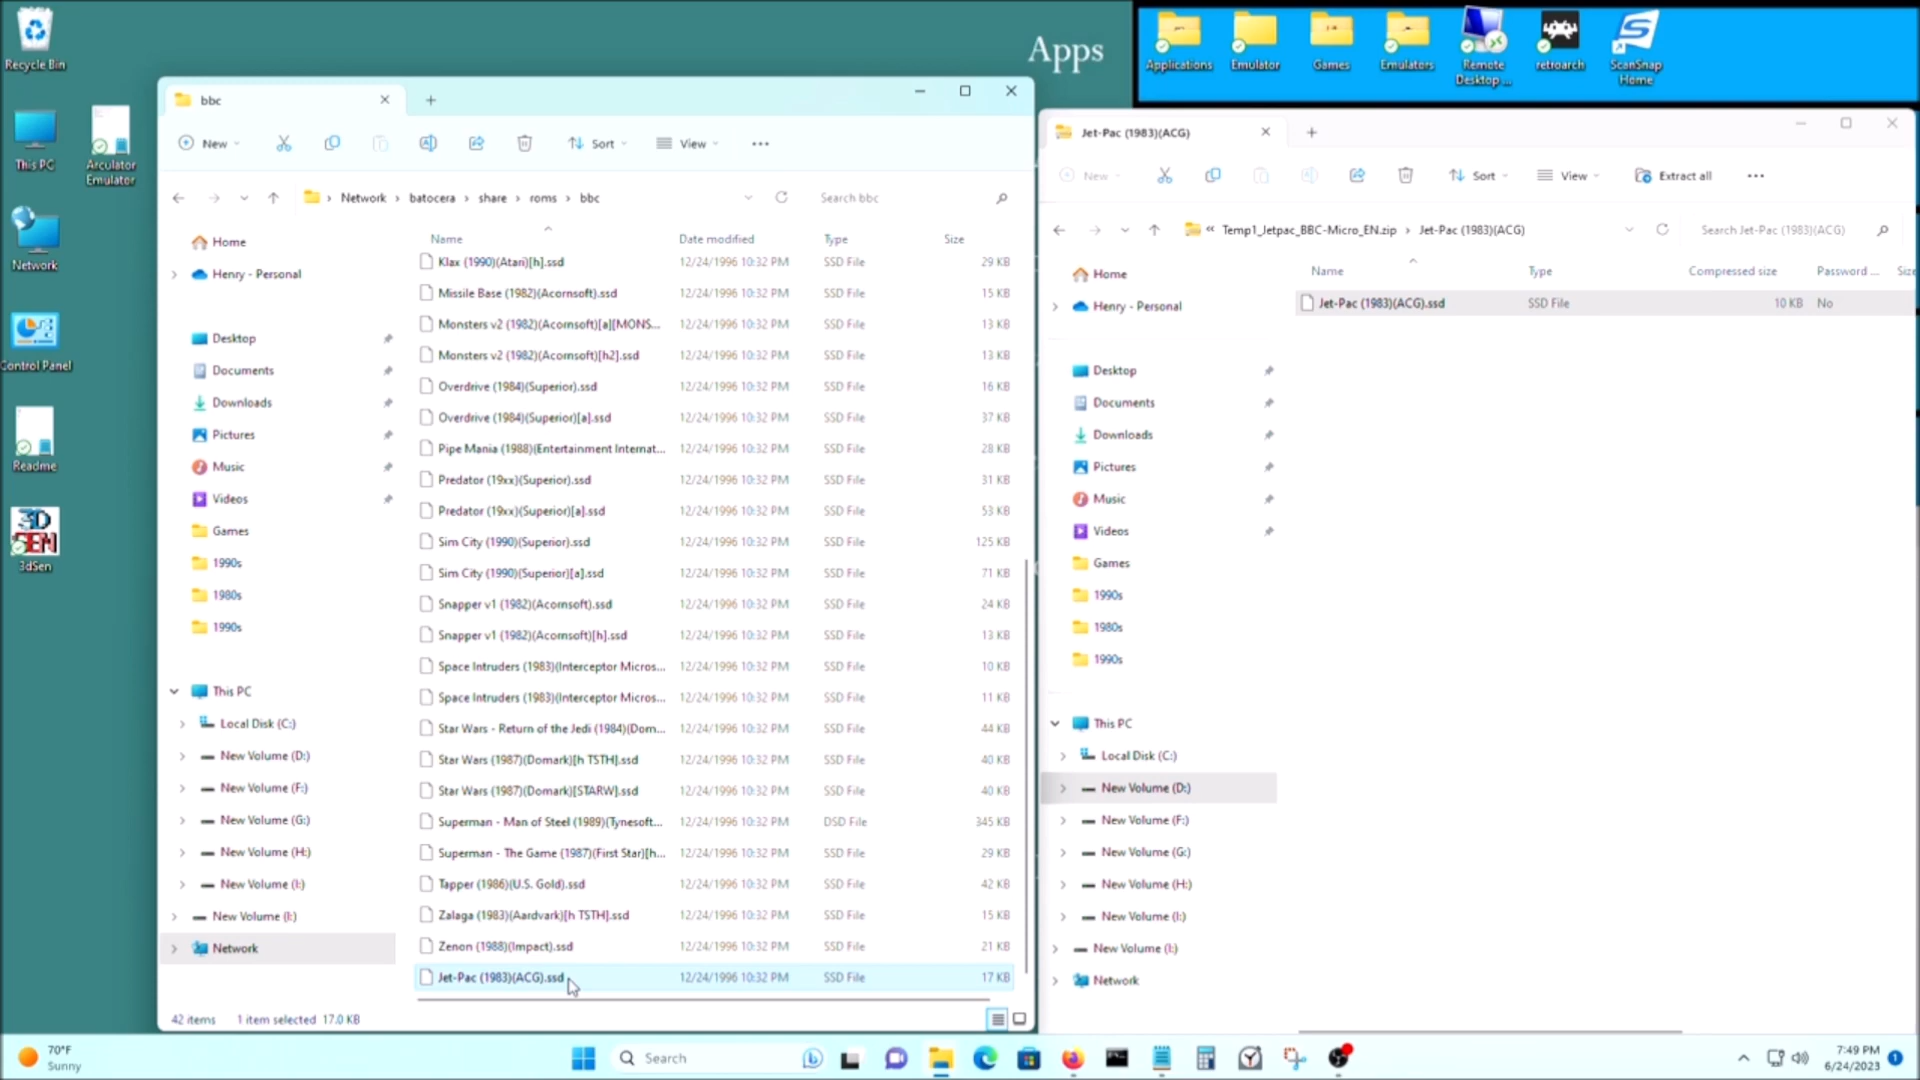 Recycle Bin
This PC
Arculator
Emulator
Network
Control Panel
Readme
3D
SEN
3dSen
Apps
Applications
Emulator
Games
Emulators
Remote
Desktop ...
retroarch
ScanSnap
Home
bbc
New
Sort
View
Network › batocera › share › roms › bbc
Search bbc
Home
Henry - Personal
Desktop
Documents
Downloads
Pictures
Music
Videos
Games
1990s
1980s
1990s
This PC
Local Disk (C:)
New Volume (D:)
New Volume (F:)
New Volume (G:)
New Volume (H:)
New Volume (I:)
New Volume (I:)
Network
Name Date modified Type Size
Klax (1990)(Atari)[h].ssd 12/24/1996 10:32 PM SSD File 29 KB
Missile Base (1982)(Acornsoft).ssd 12/24/1996 10:32 PM SSD File 15 KB
Monsters v2 (1982)(Acornsoft)[a][MONS... 12/24/1996 10:32 PM SSD File 13 KB
Monsters v2 (1982)(Acornsoft)[h2].ssd 12/24/1996 10:32 PM SSD File 13 KB
Overdrive (1984)(Superior).ssd 12/24/1996 10:32 PM SSD File 16 KB
Overdrive (1984)(Superior)[a].ssd 12/24/1996 10:32 PM SSD File 37 KB
Pipe Mania (1988)(Entertainment Internat... 12/24/1996 10:32 PM SSD File 28 KB
Predator (19xx)(Superior).ssd 12/24/1996 10:32 PM SSD File 31 KB
Predator (19xx)(Superior)[a].ssd 12/24/1996 10:32 PM SSD File 53 KB
Sim City (1990)(Superior).ssd 12/24/1996 10:32 PM SSD File 125 KB
Sim City (1990)(Superior)[a].ssd 12/24/1996 10:32 PM SSD File 71 KB
Snapper v1 (1982)(Acornsoft).ssd 12/24/1996 10:32 PM SSD File 24 KB
Snapper v1 (1982)(Acornsoft)[h].ssd 12/24/1996 10:32 PM SSD File 13 KB
Space Intruders (1983)(Interceptor Micros... 12/24/1996 10:32 PM SSD File 10 KB
Space Intruders (1983)(Interceptor Micros... 12/24/1996 10:32 PM SSD File 11 KB
Star Wars - Return of the Jedi (1984)(Dom... 12/24/1996 10:32 PM SSD File 44 KB
Star Wars (1987)(Domark)[h TSTH].ssd 12/24/1996 10:32 PM SSD File 40 KB
Star Wars (1987)(Domark)[STARW].ssd 12/24/1996 10:32 PM SSD File 40 KB
Superman - Man of Steel (1989)(Tynesoft... 12/24/1996 10:32 PM DSD File 345 KB
Superman - The Game (1987)(First Star)[h... 12/24/1996 10:32 PM SSD File 29 KB
Tapper (1986)(U.S. Gold).ssd 12/24/1996 10:32 PM SSD File 42 KB
Zalaga (1983)(Aardvark)[h TSTH].ssd 12/24/1996 10:32 PM SSD File 15 KB
Zenon (1988)(Impact).ssd 12/24/1996 10:32 PM SSD File 21 KB
Jet-Pac (1983)(ACG).ssd 12/24/1996 10:32 PM SSD File 17 KB
42 items 1 item selected 17.0 KB
Jet-Pac (1983)(ACG)
New
Sort
View
Extract all
« Temp1_Jetpac_BBC-Micro_EN.zip › Jet-Pac (1983)(ACG)
Search Jet-Pac (1983)(ACG)
Home
Henry - Personal
Desktop
Documents
Downloads
Pictures
Music
Videos
Games
1990s
1980s
1990s
This PC
Local Disk (C:)
New Volume (D:)
New Volume (F:)
New Volume (G:)
New Volume (H:)
New Volume (I:)
New Volume (I:)
Network
Name Type Compressed size Password ... Size
Jet-Pac (1983)(ACG).ssd SSD File 10 KB No
70°F
Sunny
Search
7:49 PM
6/24/2023
1